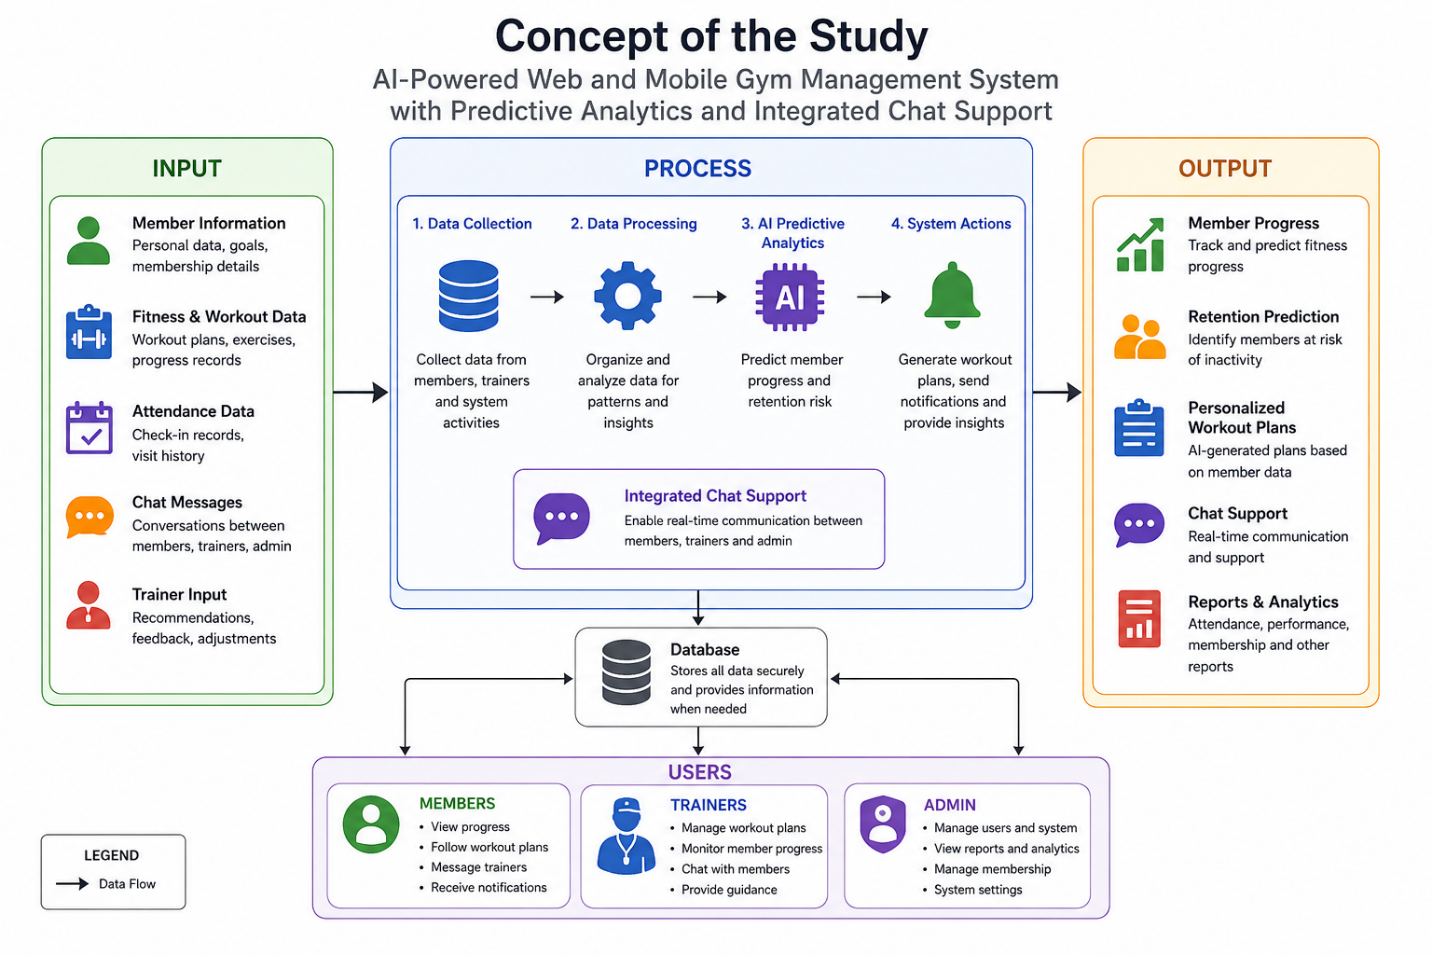 Concept of the Study
AI-Powered Web and Mobile Gym Management System
with Predictive Analytics and Integrated Chat Support
INPUT
Member Information
Personal data, goals,
membership details
Fitness & Workout Data
Workout plans, exercises,
progress records
Attendance Data
Check-in records,
visit history
Chat Messages
Conversations between
members, trainers, admin
Trainer Input
Recommendations,
feedback, adjustments
PROCESS
1. Data Collection
Collect data from
members, trainers
and system
activities
2. Data Processing
Organize and
analyze data for
patterns and
insights
3. AI Predictive
Analytics
AI
Predict member
progress and
retention risk
4. System Actions
Generate workout
plans, send
notifications and
provide insights
Integrated Chat Support
Enable real-time communication between
members, trainers and admin
OUTPUT
Member Progress
Track and predict fitness
progress
Retention Prediction
Identify members at risk
of inactivity
Personalized
Workout Plans
AI-generated plans based
on member data
Chat Support
Real-time communication
and support
Reports & Analytics
Attendance, performance,
membership and other
reports
Database
Stores all data securely
and provides information
when needed
USERS
MEMBERS
• View progress
• Follow workout plans
• Message trainers
• Receive notifications
TRAINERS
• Manage workout plans
• Monitor member progress
• Chat with members
• Provide guidance
ADMIN
• Manage users and system
• View reports and analytics
• Manage membership
• System settings
LEGEND
Data Flow